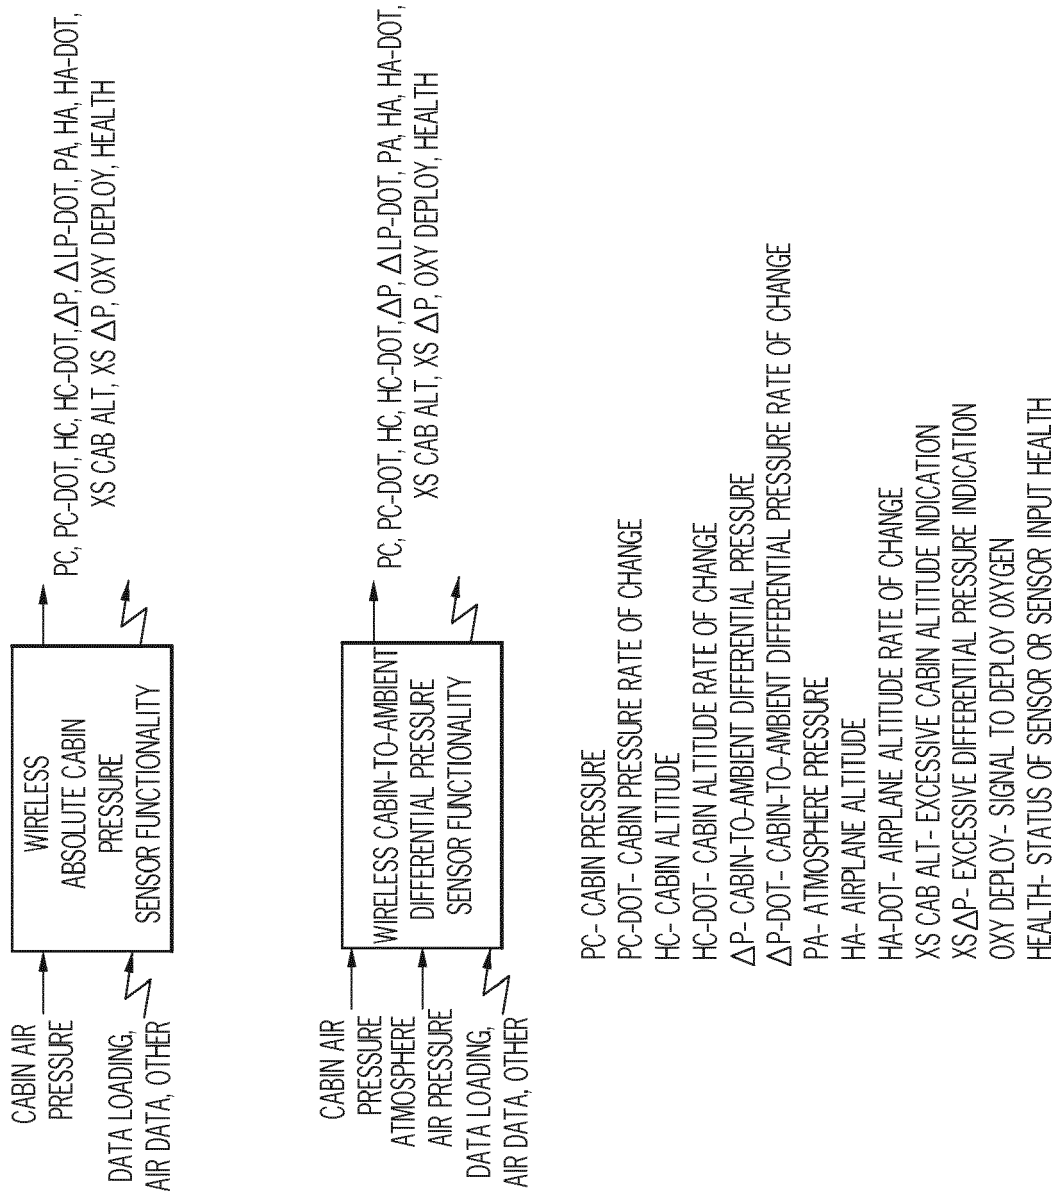 CABIN AIR
PRESSURE
DATA LOADING,
AIR DATA, OTHER
WIRELESS
ABSOLUTE CABIN
PRESSURE
SENSOR FUNCTIONALITY
PC, PC-DOT, HC, HC-DOT, ΔP, ΔLP-DOT, PA, HA, HA-DOT,
XS CAB ALT, XS ΔP, OXY DEPLOY, HEALTH
CABIN AIR
PRESSURE
ATMOSPHERE
AIR PRESSURE
DATA LOADING,
AIR DATA, OTHER
WIRELESS CABIN-TO-AMBIENT
DIFFERENTIAL PRESSURE
SENSOR FUNCTIONALITY
PC, PC-DOT, HC, HC-DOT, ΔP, ΔLP-DOT, PA, HA, HA-DOT,
XS CAB ALT, XS ΔP, OXY DEPLOY, HEALTH
PC- CABIN PRESSURE
PC-DOT- CABIN PRESSURE RATE OF CHANGE
HC- CABIN ALTITUDE
HC-DOT- CABIN ALTITUDE RATE OF CHANGE
ΔP- CABIN-TO-AMBIENT DIFFERENTIAL PRESSURE
ΔP-DOT- CABIN-TO-AMBIENT DIFFERENTIAL PRESSURE RATE OF CHANGE
PA- ATMOSPHERE PRESSURE
HA- AIRPLANE ALTITUDE
HA-DOT- AIRPLANE ALTITUDE RATE OF CHANGE
XS CAB ALT- EXCESSIVE CABIN ALTITUDE INDICATION
XS ΔP- EXCESSIVE DIFFERENTIAL PRESSURE INDICATION
OXY DEPLOY- SIGNAL TO DEPLOY OXYGEN
HEALTH- STATUS OF SENSOR OR SENSOR INPUT HEALTH